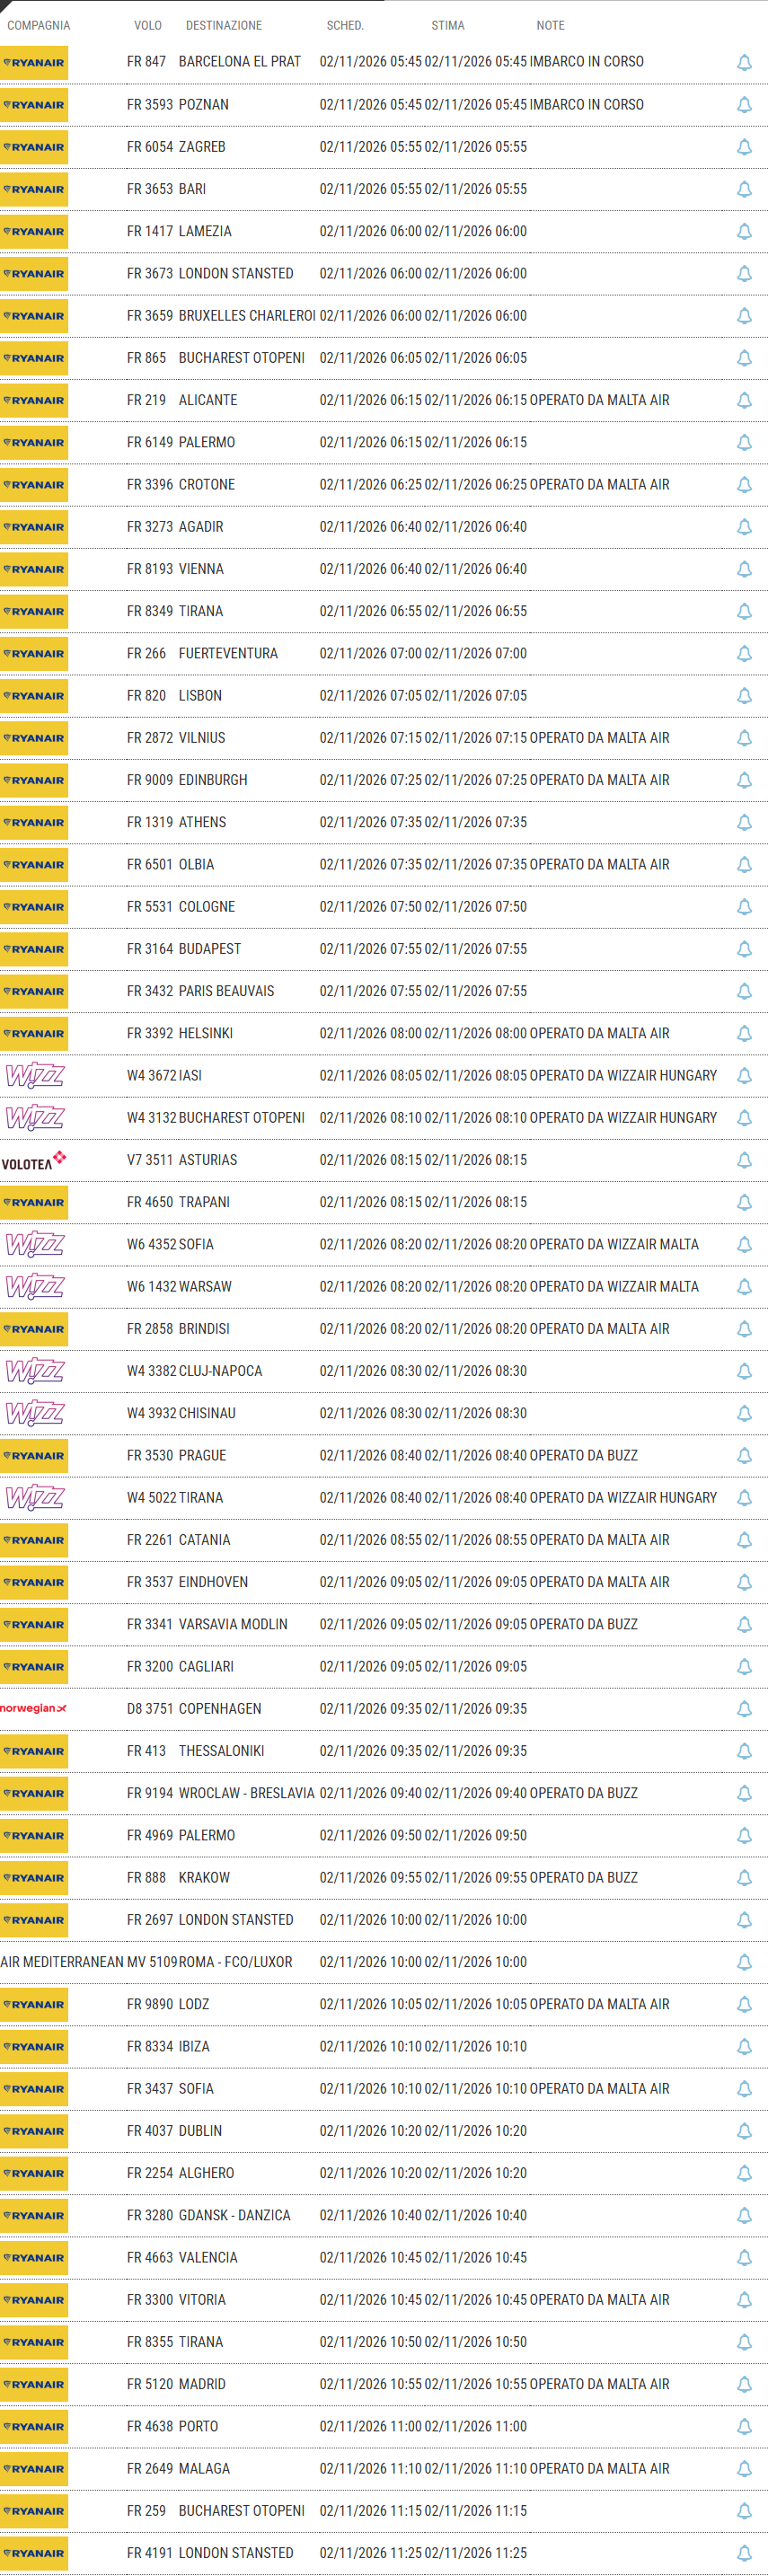 COMPAGNIA VOLO DESTINAZIONE SCHED. STIMA NOTE
RYANAIR FR 847 BARCELONA EL PRAT 02/11/2026 05:45 02/11/2026 05:45 IMBARCO IN CORSO
RYANAIR FR 3593 POZNAN 02/11/2026 05:45 02/11/2026 05:45 IMBARCO IN CORSO
RYANAIR FR 6054 ZAGREB 02/11/2026 05:55 02/11/2026 05:55
RYANAIR FR 3653 BARI 02/11/2026 05:55 02/11/2026 05:55
RYANAIR FR 1417 LAMEZIA 02/11/2026 06:00 02/11/2026 06:00
RYANAIR FR 3673 LONDON STANSTED 02/11/2026 06:00 02/11/2026 06:00
RYANAIR FR 3659 BRUXELLES CHARLEROI 02/11/2026 06:00 02/11/2026 06:00
RYANAIR FR 865 BUCHAREST OTOPENI 02/11/2026 06:05 02/11/2026 06:05
RYANAIR FR 219 ALICANTE 02/11/2026 06:15 02/11/2026 06:15 OPERATO DA MALTA AIR
RYANAIR FR 6149 PALERMO 02/11/2026 06:15 02/11/2026 06:15
RYANAIR FR 3396 CROTONE 02/11/2026 06:25 02/11/2026 06:25 OPERATO DA MALTA AIR
RYANAIR FR 3273 AGADIR 02/11/2026 06:40 02/11/2026 06:40
RYANAIR FR 8193 VIENNA 02/11/2026 06:40 02/11/2026 06:40
RYANAIR FR 8349 TIRANA 02/11/2026 06:55 02/11/2026 06:55
RYANAIR FR 266 FUERTEVENTURA 02/11/2026 07:00 02/11/2026 07:00
RYANAIR FR 820 LISBON 02/11/2026 07:05 02/11/2026 07:05
RYANAIR FR 2872 VILNIUS 02/11/2026 07:15 02/11/2026 07:15 OPERATO DA MALTA AIR
RYANAIR FR 9009 EDINBURGH 02/11/2026 07:25 02/11/2026 07:25 OPERATO DA MALTA AIR
RYANAIR FR 1319 ATHENS 02/11/2026 07:35 02/11/2026 07:35
RYANAIR FR 6501 OLBIA 02/11/2026 07:35 02/11/2026 07:35 OPERATO DA MALTA AIR
RYANAIR FR 5531 COLOGNE 02/11/2026 07:50 02/11/2026 07:50
RYANAIR FR 3164 BUDAPEST 02/11/2026 07:55 02/11/2026 07:55
RYANAIR FR 3432 PARIS BEAUVAIS 02/11/2026 07:55 02/11/2026 07:55
RYANAIR FR 3392 HELSINKI 02/11/2026 08:00 02/11/2026 08:00 OPERATO DA MALTA AIR
WIZZ W4 3672 IASI 02/11/2026 08:05 02/11/2026 08:05 OPERATO DA WIZZAIR HUNGARY
WIZZ W4 3132 BUCHAREST OTOPENI 02/11/2026 08:10 02/11/2026 08:10 OPERATO DA WIZZAIR HUNGARY
VOLOTEA V7 3511 ASTURIAS 02/11/2026 08:15 02/11/2026 08:15
RYANAIR FR 4650 TRAPANI 02/11/2026 08:15 02/11/2026 08:15
WIZZ W6 4352 SOFIA 02/11/2026 08:20 02/11/2026 08:20 OPERATO DA WIZZAIR MALTA
WIZZ W6 1432 WARSAW 02/11/2026 08:20 02/11/2026 08:20 OPERATO DA WIZZAIR MALTA
RYANAIR FR 2858 BRINDISI 02/11/2026 08:20 02/11/2026 08:20 OPERATO DA MALTA AIR
WIZZ W4 3382 CLUJ-NAPOCA 02/11/2026 08:30 02/11/2026 08:30
WIZZ W4 3932 CHISINAU 02/11/2026 08:30 02/11/2026 08:30
RYANAIR FR 3530 PRAGUE 02/11/2026 08:40 02/11/2026 08:40 OPERATO DA BUZZ
WIZZ W4 5022 TIRANA 02/11/2026 08:40 02/11/2026 08:40 OPERATO DA WIZZAIR HUNGARY
RYANAIR FR 2261 CATANIA 02/11/2026 08:55 02/11/2026 08:55 OPERATO DA MALTA AIR
RYANAIR FR 3537 EINDHOVEN 02/11/2026 09:05 02/11/2026 09:05 OPERATO DA MALTA AIR
RYANAIR FR 3341 VARSAVIA MODLIN 02/11/2026 09:05 02/11/2026 09:05 OPERATO DA BUZZ
RYANAIR FR 3200 CAGLIARI 02/11/2026 09:05 02/11/2026 09:05
norwegian D8 3751 COPENHAGEN 02/11/2026 09:35 02/11/2026 09:35
RYANAIR FR 413 THESSALONIKI 02/11/2026 09:35 02/11/2026 09:35
RYANAIR FR 9194 WROCLAW - BRESLAVIA 02/11/2026 09:40 02/11/2026 09:40 OPERATO DA BUZZ
RYANAIR FR 4969 PALERMO 02/11/2026 09:50 02/11/2026 09:50
RYANAIR FR 888 KRAKOW 02/11/2026 09:55 02/11/2026 09:55 OPERATO DA BUZZ
RYANAIR FR 2697 LONDON STANSTED 02/11/2026 10:00 02/11/2026 10:00
AIR MEDITERRANEAN MV 5109 ROMA - FCO/LUXOR 02/11/2026 10:00 02/11/2026 10:00
RYANAIR FR 9890 LODZ 02/11/2026 10:05 02/11/2026 10:05 OPERATO DA MALTA AIR
RYANAIR FR 8334 IBIZA 02/11/2026 10:10 02/11/2026 10:10
RYANAIR FR 3437 SOFIA 02/11/2026 10:10 02/11/2026 10:10 OPERATO DA MALTA AIR
RYANAIR FR 4037 DUBLIN 02/11/2026 10:20 02/11/2026 10:20
RYANAIR FR 2254 ALGHERO 02/11/2026 10:20 02/11/2026 10:20
RYANAIR FR 3280 GDANSK - DANZICA 02/11/2026 10:40 02/11/2026 10:40
RYANAIR FR 4663 VALENCIA 02/11/2026 10:45 02/11/2026 10:45
RYANAIR FR 3300 VITORIA 02/11/2026 10:45 02/11/2026 10:45 OPERATO DA MALTA AIR
RYANAIR FR 8355 TIRANA 02/11/2026 10:50 02/11/2026 10:50
RYANAIR FR 5120 MADRID 02/11/2026 10:55 02/11/2026 10:55 OPERATO DA MALTA AIR
RYANAIR FR 4638 PORTO 02/11/2026 11:00 02/11/2026 11:00
RYANAIR FR 2649 MALAGA 02/11/2026 11:10 02/11/2026 11:10 OPERATO DA MALTA AIR
RYANAIR FR 259 BUCHAREST OTOPENI 02/11/2026 11:15 02/11/2026 11:15
RYANAIR FR 4191 LONDON STANSTED 02/11/2026 11:25 02/11/2026 11:25